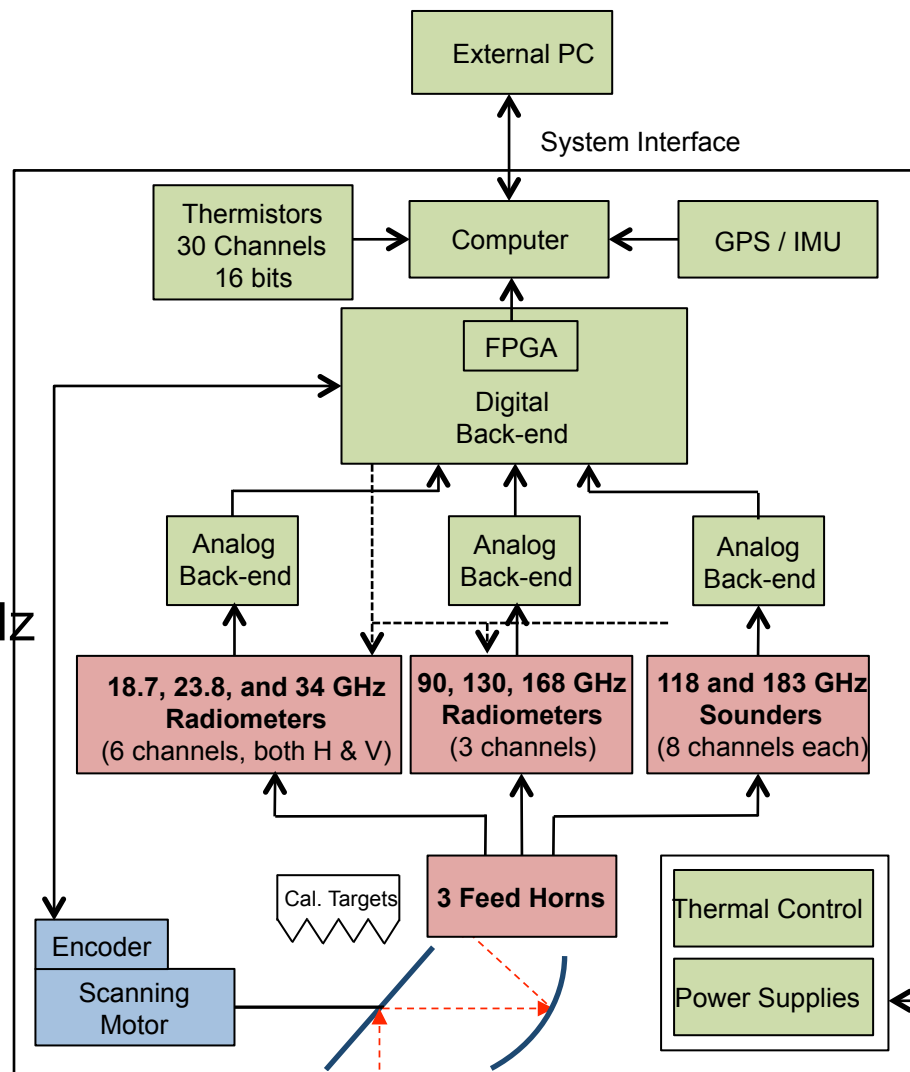 External PC
System Interface
Thermistors
30 Channels
16 bits
Computer
GPS / IMU
FPGA
Digital
Back-end
Analog
Back-end
Analog
Back-end
Analog
Back-end
z
18.7, 23.8, and 34 GHz
Radiometers
(6 channels, both H & V)
90, 130, 168 GHz
Radiometers
(3 channels)
118 and 183 GHz
Sounders
(8 channels each)
Cal. Targets
3 Feed Horns
Thermal Control
Power Supplies
Encoder
Scanning
Motor